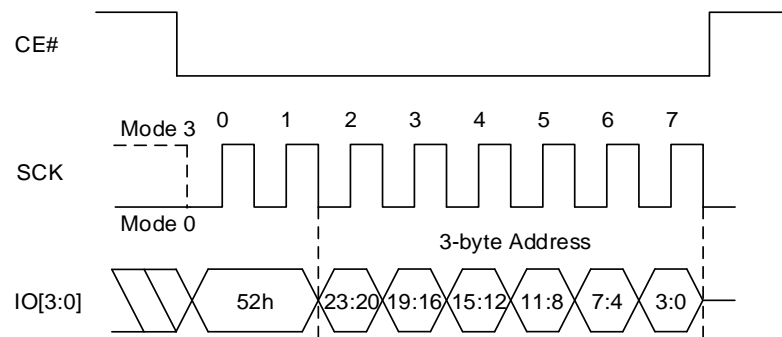 CE#
0 1 2 3 4 5 6 7
Mode 3
SCK
Mode 0
3-byte Address
IO[3:0] 52h 23:20 19:16 15:12 11:8 7:4 3:0